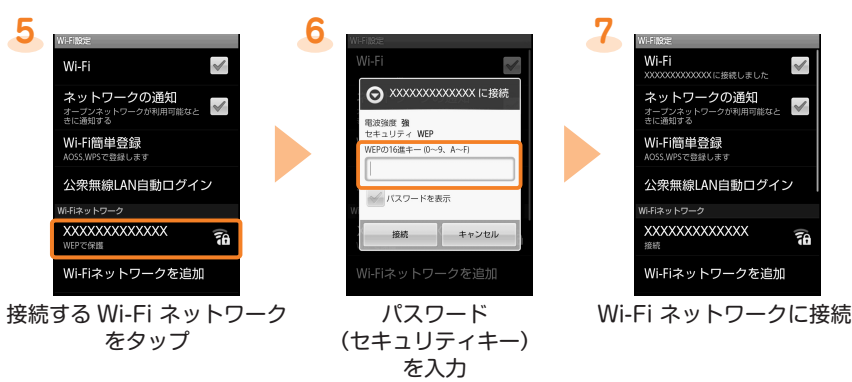 5
Wi-Fi設定
Wi-Fi
ネットワークの通知
オープンネットワークが利用可能なと
きに通知する
Wi-Fi簡単登録
AOSS,WPSで登録します
公衆無線LAN自動ログイン
Wi-Fiネットワーク
XXXXXXXXXXXXX
WEPで保護
Wi-Fiネットワークを追加
接続する Wi-Fi ネットワーク
をタップ
6
Wi-Fi設定
Wi-Fi
XXXXXXXXXXXXX に接続
電波強度 強
セキュリティ WEP
WEPの16進キー (0～9、A～F)
パスワードを表示
接続 キャンセル
Wi-Fiネットワークを追加
パスワード
（セキュリティキー）
を入力
7
Wi-Fi設定
Wi-Fi
XXXXXXXXXXXXX に接続しました
ネットワークの通知
オープンネットワークが利用可能なと
きに通知する
Wi-Fi簡単登録
AOSS,WPSで登録します
公衆無線LAN自動ログイン
Wi-Fiネットワーク
XXXXXXXXXXXXX
接続
Wi-Fiネットワークを追加
Wi-Fi ネットワークに接続